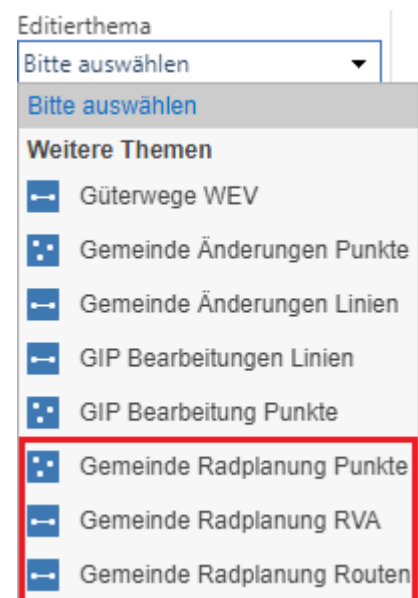 Editierthema
Bitte auswählen
Bitte auswählen
Weitere Themen
Güterwege WEV
Gemeinde Änderungen Punkte
Gemeinde Änderungen Linien
GIP Bearbeitungen Linien
GIP Bearbeitung Punkte
Gemeinde Radplanung Punkte
Gemeinde Radplanung RVA
Gemeinde Radplanung Routen